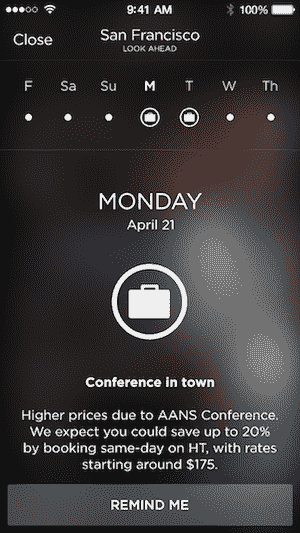 9:41 AM 100%
Close
San Francisco
LOOK AHEAD
F Sa Su M T W Th
MONDAY
April 21
Conference in town
Higher prices due to AANS Conference.
We expect you could save up to 20%
by booking same-day on HT, with rates
starting around $175.
REMIND ME